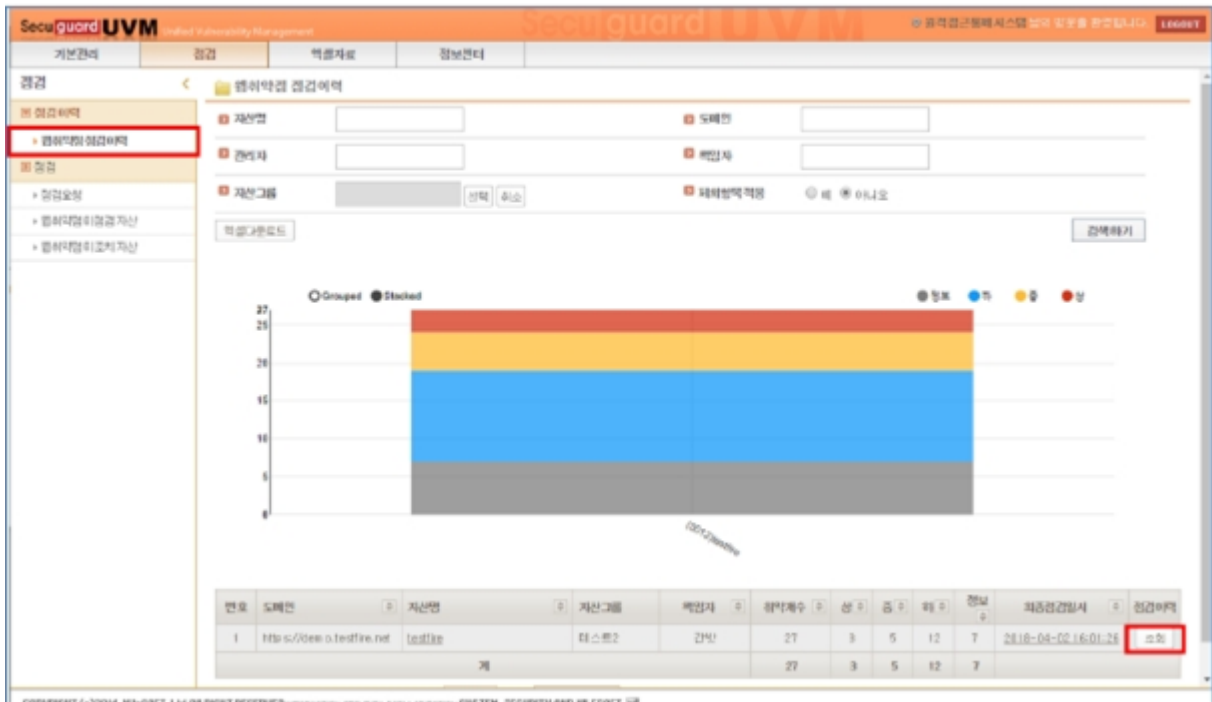 Secuiguard UVM Unified Vulnerability Management
Secuiguard UVM
LOGOUT
기본관리 점검 엑셀자료 정보센터
점검
점검이력
웹취약점 점검이력
점검
점검요청
웹취약점 미점검 자산
웹취약점 미조치 자산
웹취약점 점검이력
자산명 도메인
관리자 책임자
자산그룹 선택 취소 제외항목 적용 예 아니오
엑셀다운로드 검색하기
Grouped Stacked 정보 하 중 상
27
25
20
15
10
5
0
번호 도메인 자산명 자산그룹 책임자 취약개수 상 중 하 정보 최종점검일시 점검이력
1 https://demo.testfire.net testfire 테스트2 27 3 5 12 7 2018-04-02 16:01:26 조회
계 27 3 5 12 7